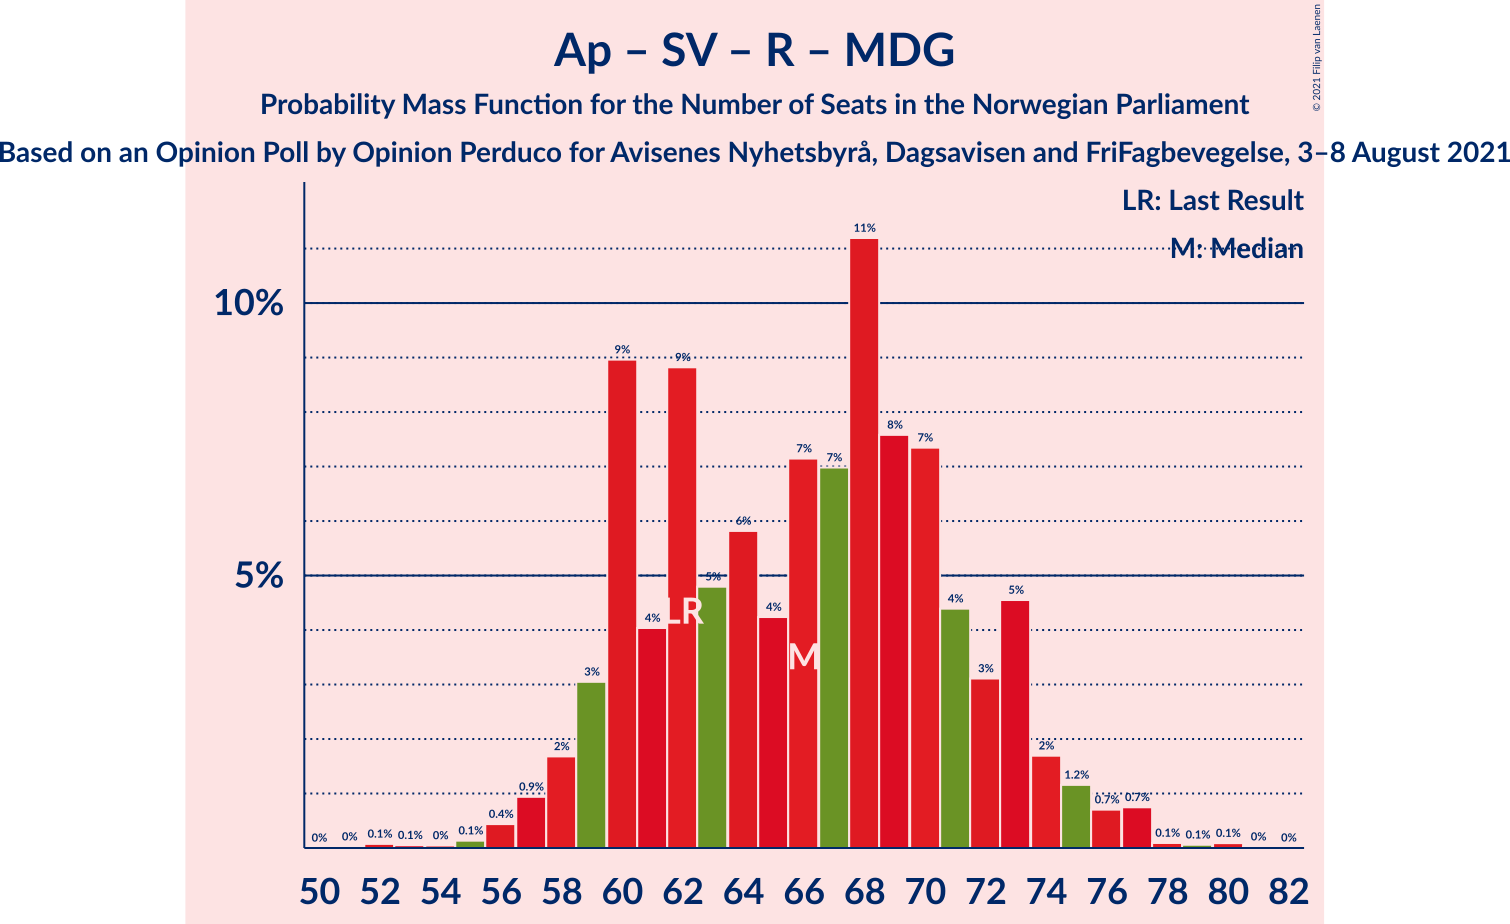 Ap – SV – R – MDG
© 2021 Filip van Laenen
Probability Mass Function for the Number of Seats in the Norwegian Parliament
Based on an Opinion Poll by Opinion Perduco for Avisenes Nyhetsbyrå, Dagsavisen and FriFagbevegelse, 3–8 August 2021
LR: Last Result
M: Median
10%
5%
0% 0% 0.1% 0.1% 0% 0.1% 0.4% 0.9% 2% 3% 9% 4% 9% 5% 6% 4% 7% 7% 11% 8% 7% 4% 3% 5% 2% 1.2% 0.7% 0.7% 0.1% 0.1% 0.1% 0% 0%
LR
M
50 52 54 56 58 60 62 64 66 68 70 72 74 76 78 80 82